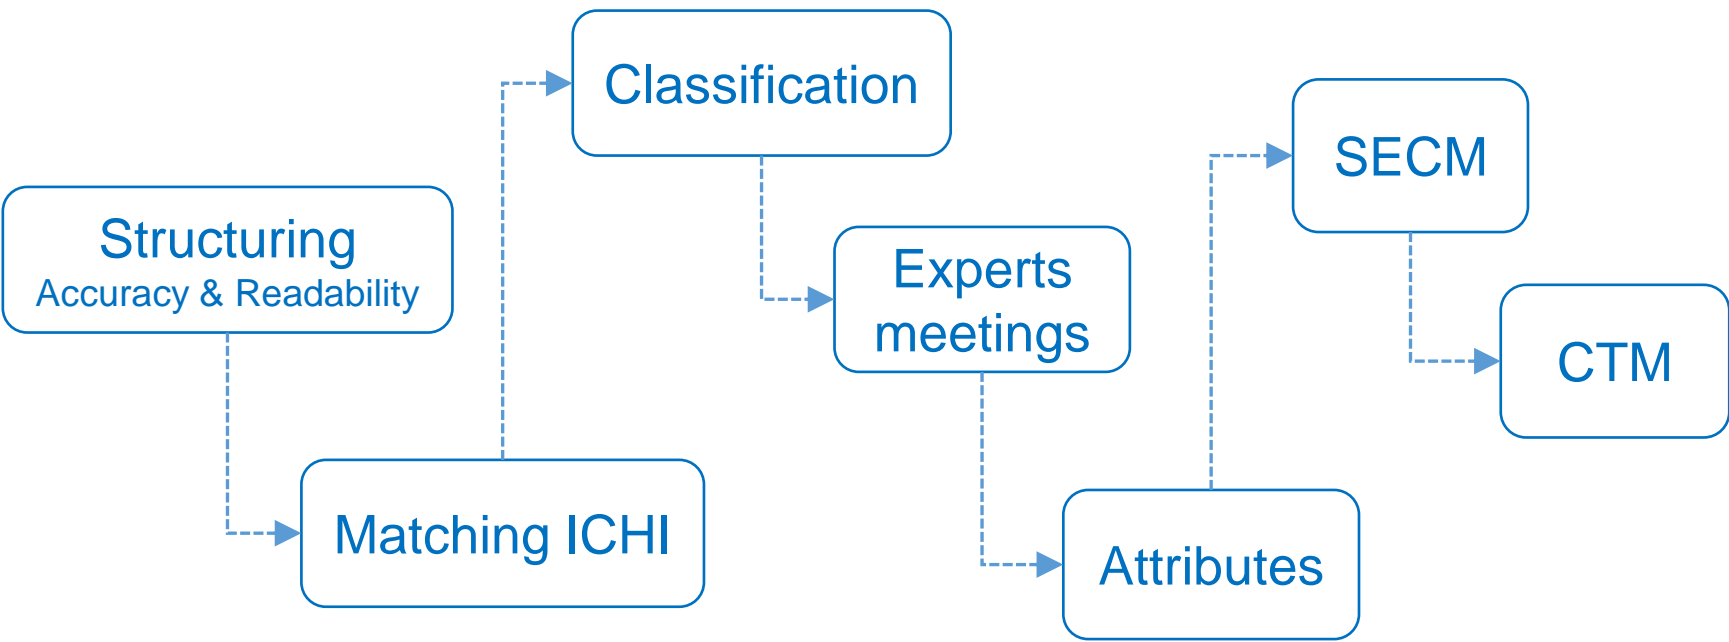 Structuring
Accuracy & Readability
Matching ICHI
Classification
Experts
meetings
Attributes
SECM
CTM